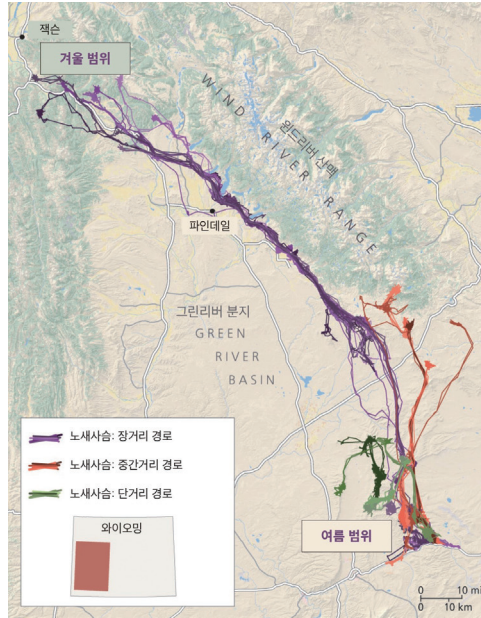 잭슨
겨울 범위
WIND RIVER RANGE
윈드리버 산맥
파인데일
그린리버 분지
GREEN
RIVER
BASIN
노새사슴: 장거리 경로
노새사슴: 중간거리 경로
노새사슴: 단거리 경로
와이오밍
여름 범위
0 10 mi
0 10 km